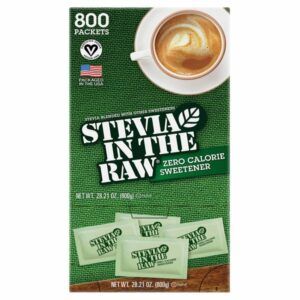 800
PACKETS
PACKAGED
IN THE USA
STEVIA BLENDED WITH OTHER SWEETENERS
STEVIA
IN THE
RAW®
ZERO CALORIE
SWEETENER
NET WT. 28.21 OZ. (800g)
STEVIA
IN THE
RAW
NET WT. 28.21 OZ. (800g)